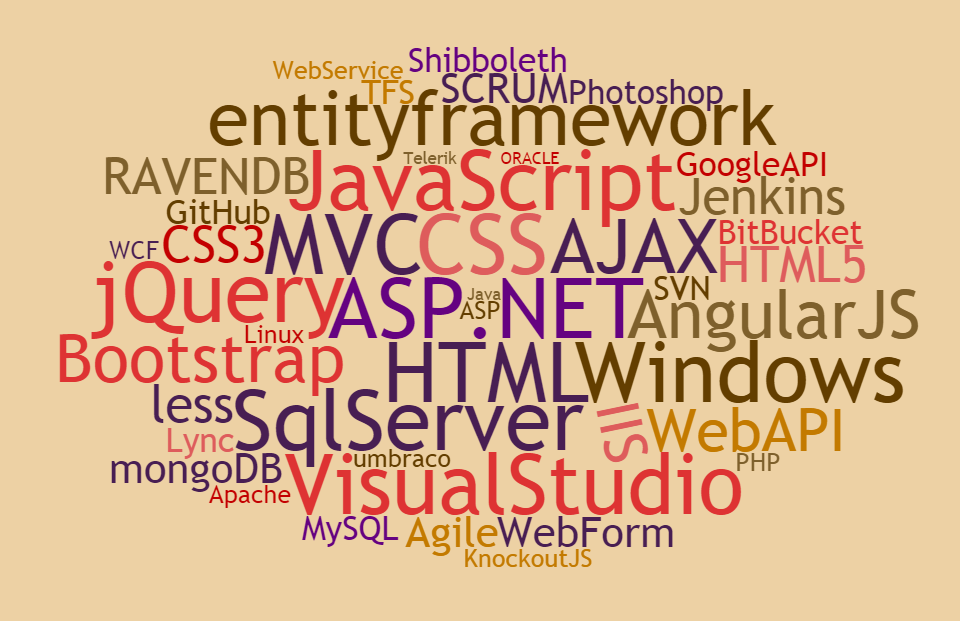 Shibboleth
WebService
TFS
SCRUM
Photoshop
entityframework
Telerik
ORACLE
GoogleAPI
RAVENDB
JavaScript
Jenkins
GitHub
WCF
CSS3
MVC
CSS
AJAX
BitBucket
HTML5
jQuery
ASP.NET
Java
ASP
SVN
AngularJS
Linux
Bootstrap
HTML
Windows
less
SqlServer
IIS
WebAPI
Lync
mongoDB
umbraco
PHP
Apache
VisualStudio
MySQL
Agile
WebForm
KnockoutJS